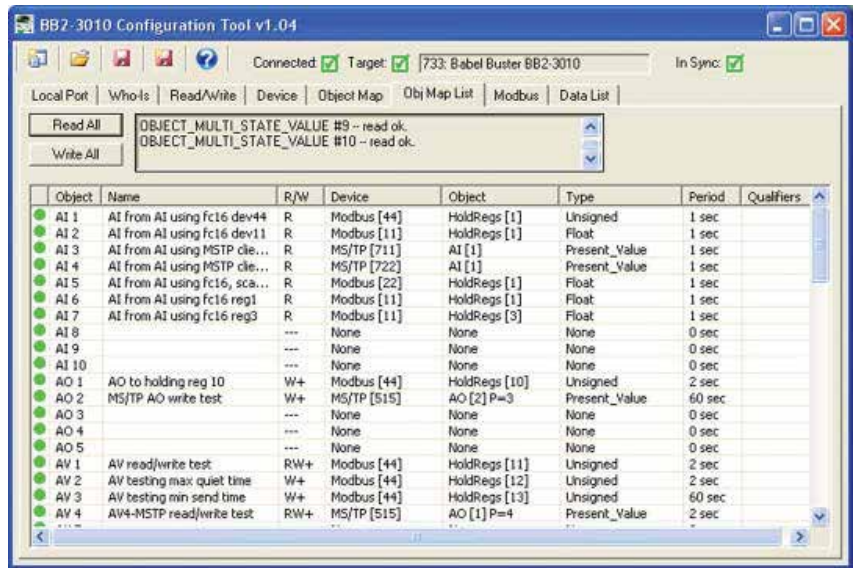 BB2-3010 Configuration Tool v1.04
Connected: Target: 733: Babel Buster BB2-3010 In Sync:
Local Port Who-Is Read/Write Device Object Map Obj Map List Modbus Data List
Read All
Write All
OBJECT_MULTI_STATE_VALUE #9 -- read ok.
OBJECT_MULTI_STATE_VALUE #10 -- read ok.
Object Name R/W Device Object Type Period Qualifiers
AI 1 AI from AI using fc16 dev44 R Modbus [44] HoldRegs [1] Unsigned 1 sec
AI 2 AI from AI using fc16 dev11 R Modbus [11] HoldRegs [1] Float 1 sec
AI 3 AI from AI using MSTP clie... R MS/TP [711] AI [1] Present_Value 1 sec
AI 4 AI from AI using MSTP clie... R MS/TP [722] AI [1] Present_Value 1 sec
AI 5 AI from AI using fc16, sca... R Modbus [22] HoldRegs [1] Float 1 sec
AI 6 AI from AI using fc16 reg1 R Modbus [11] HoldRegs [1] Float 1 sec
AI 7 AI from AI using fc16 reg3 R Modbus [11] HoldRegs [3] Float 1 sec
AI 8 --- None None None 0 sec
AI 9 --- None None None 0 sec
AI 10 --- None None None 0 sec
AO 1 AO to holding reg 10 W+ Modbus [44] HoldRegs [10] Unsigned 2 sec
AO 2 MS/TP AO write test W+ MS/TP [515] AO [2] P=3 Present_Value 60 sec
AO 3 --- None None None 0 sec
AO 4 --- None None None 0 sec
AO 5 --- None None None 0 sec
AV 1 AV read/write test RW+ Modbus [44] HoldRegs [11] Unsigned 2 sec
AV 2 AV testing max quiet time W+ Modbus [44] HoldRegs [12] Unsigned 2 sec
AV 3 AV testing min send time W+ Modbus [44] HoldRegs [13] Unsigned 60 sec
AV 4 AV4-MSTP read/write test RW+ MS/TP [515] AO [1] P=4 Present_Value 2 sec